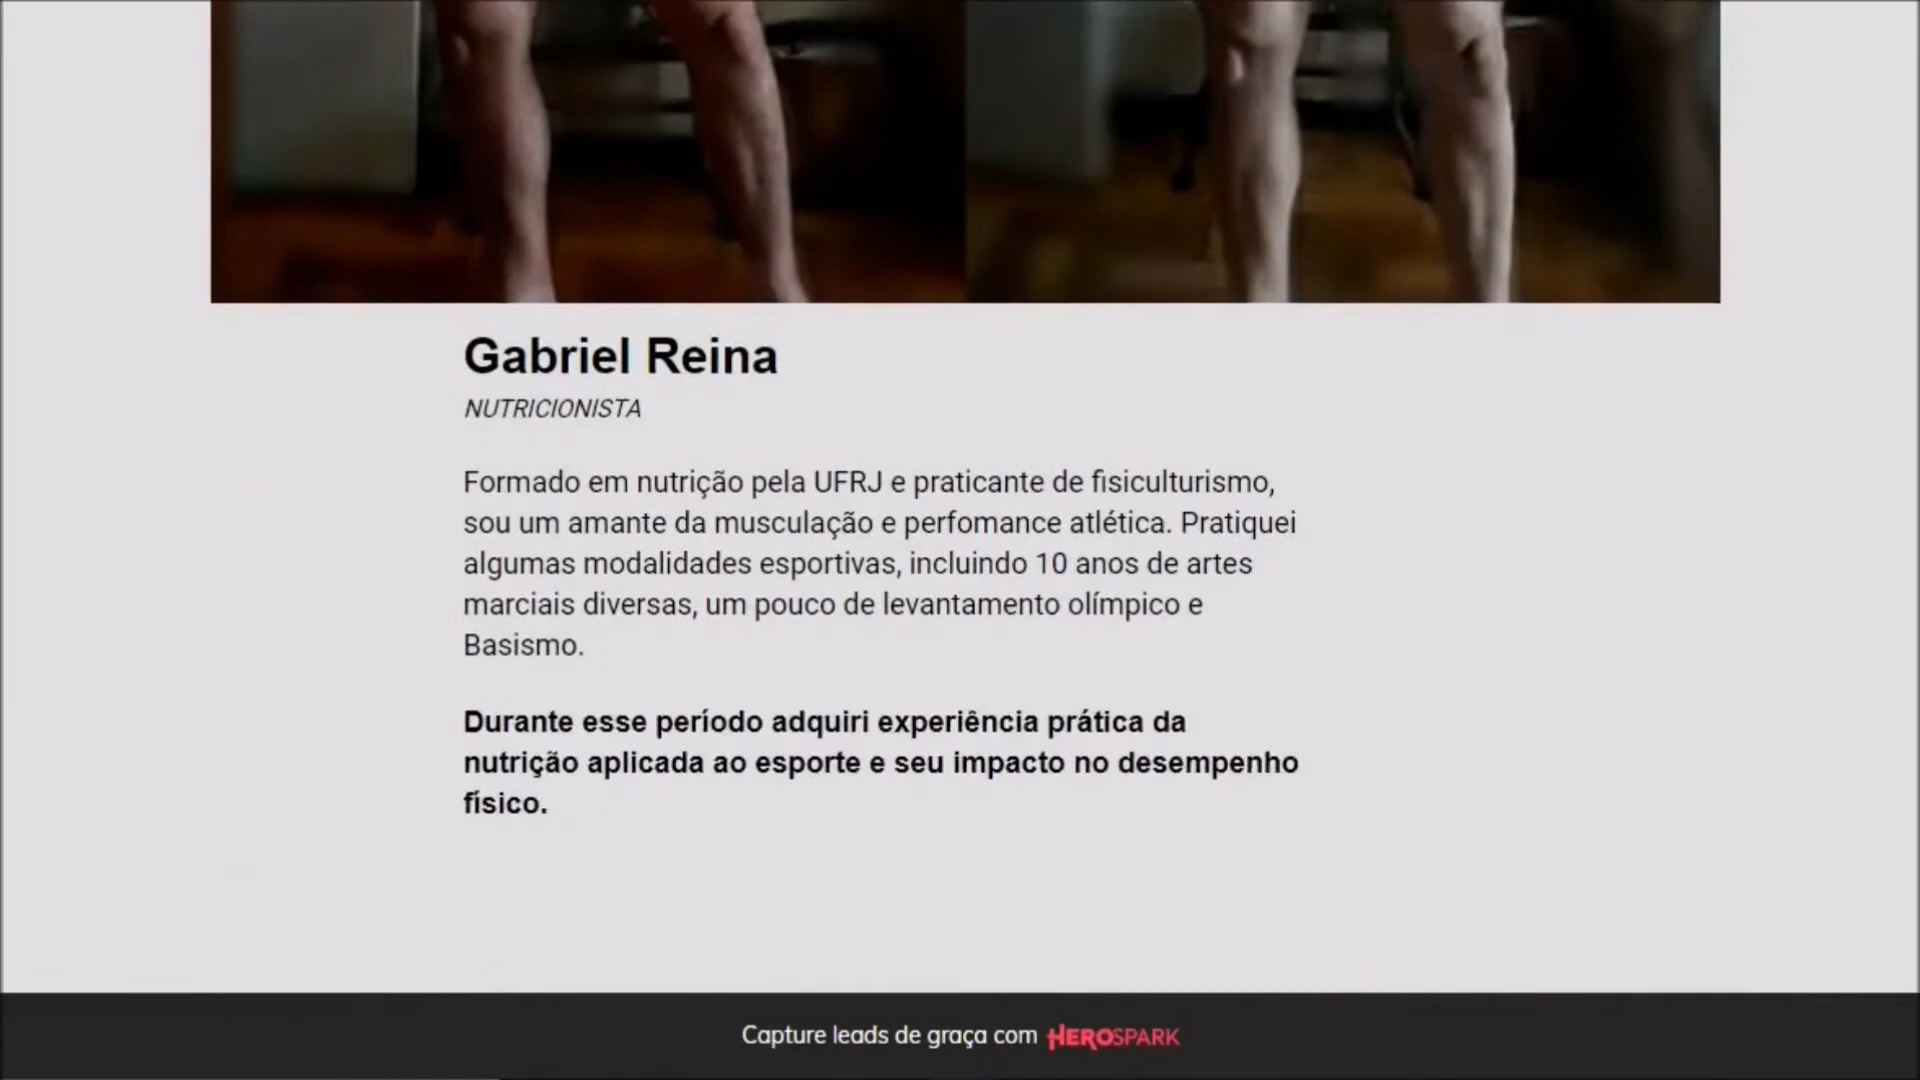 Gabriel Reina
NUTRICIONISTA
Formado em nutrição pela UFRJ e praticante de fisiculturismo,
sou um amante da musculação e perfomance atlética. Pratiquei
algumas modalidades esportivas, incluindo 10 anos de artes
marciais diversas, um pouco de levantamento olímpico e
Basismo.
Durante esse período adquiri experiência prática da
nutrição aplicada ao esporte e seu impacto no desempenho
físico.
Capture leads de graça com HEROSPARK